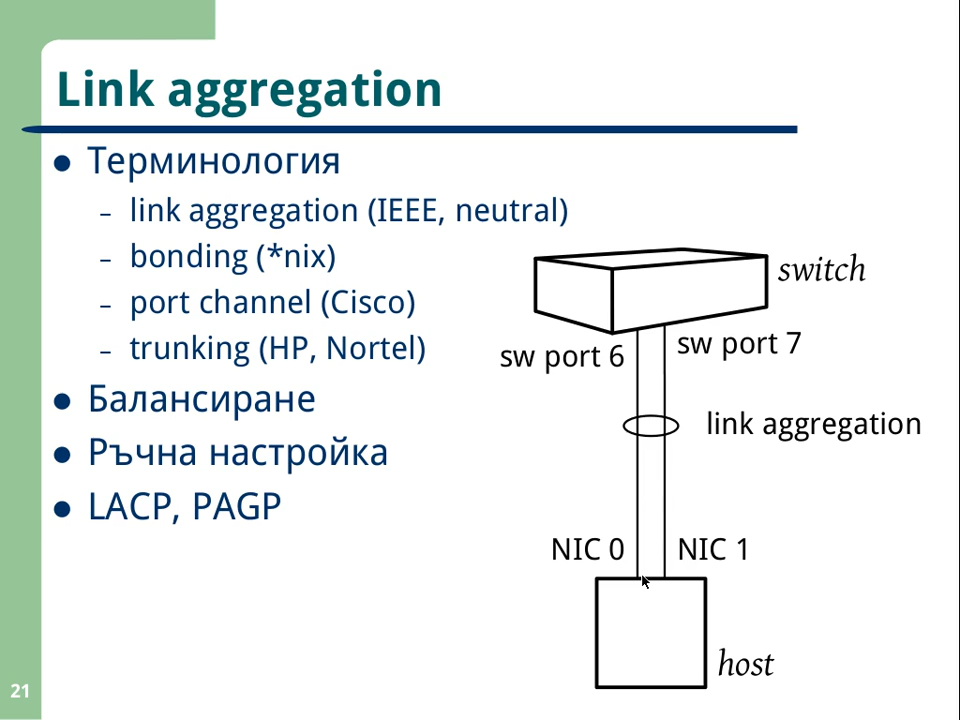 Link aggregation
Терминология
– link aggregation (IEEE, neutral)
– bonding (*nix)
– port channel (Cisco)
– trunking (HP, Nortel)
Балансиране
Ръчна настройка
LACP, PAGP
switch
sw port 6
sw port 7
link aggregation
NIC 0
NIC 1
host
21